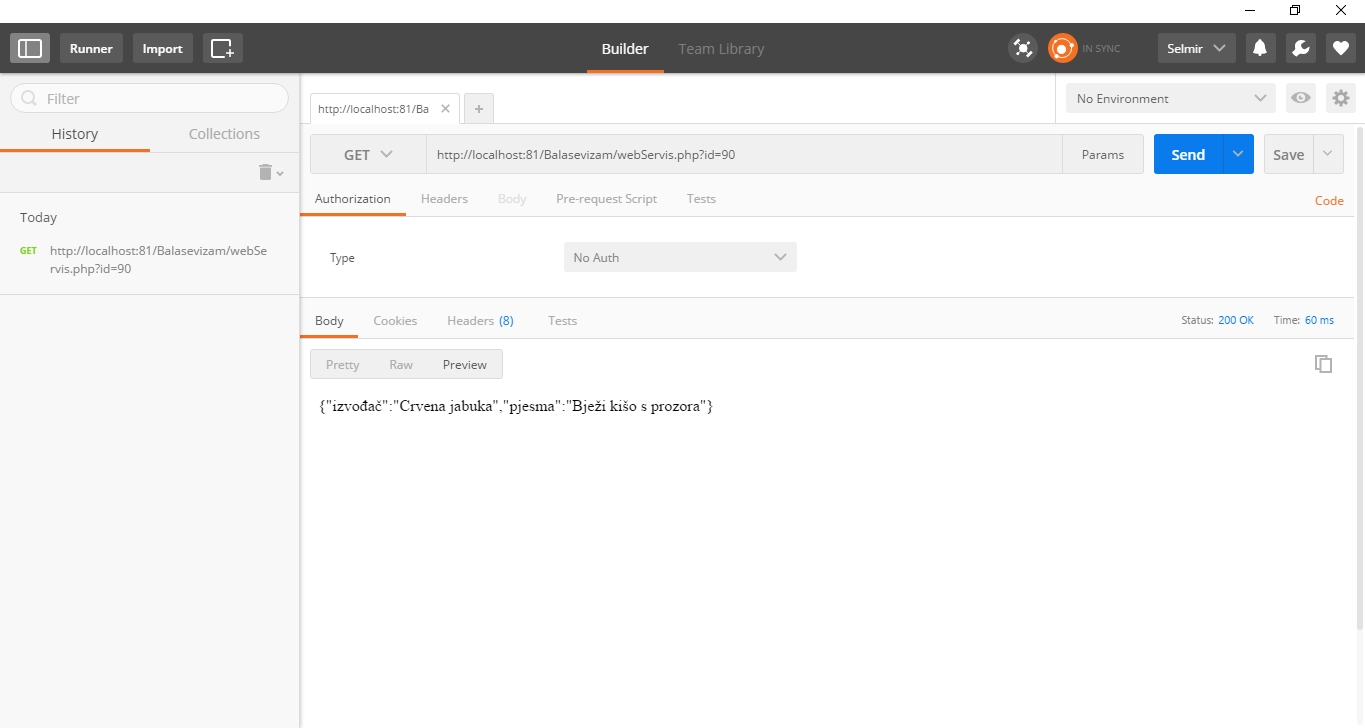 Runner
Import
Builder
Team Library
IN SYNC
Selmir
Filter
History
Collections
Today
GET http://localhost:81/Balasevizam/webSe
rvis.php?id=90
http://localhost:81/Ba
No Environment
GET
http://localhost:81/Balasevizam/webServis.php?id=90
Params
Send
Save
Authorization
Headers
Body
Pre-request Script
Tests
Code
Type
No Auth
Body
Cookies
Headers (8)
Tests
Status: 200 OK
Time: 60 ms
Pretty
Raw
Preview
{"izvođač":"Crvena jabuka","pjesma":"Bježi kišo s prozora"}